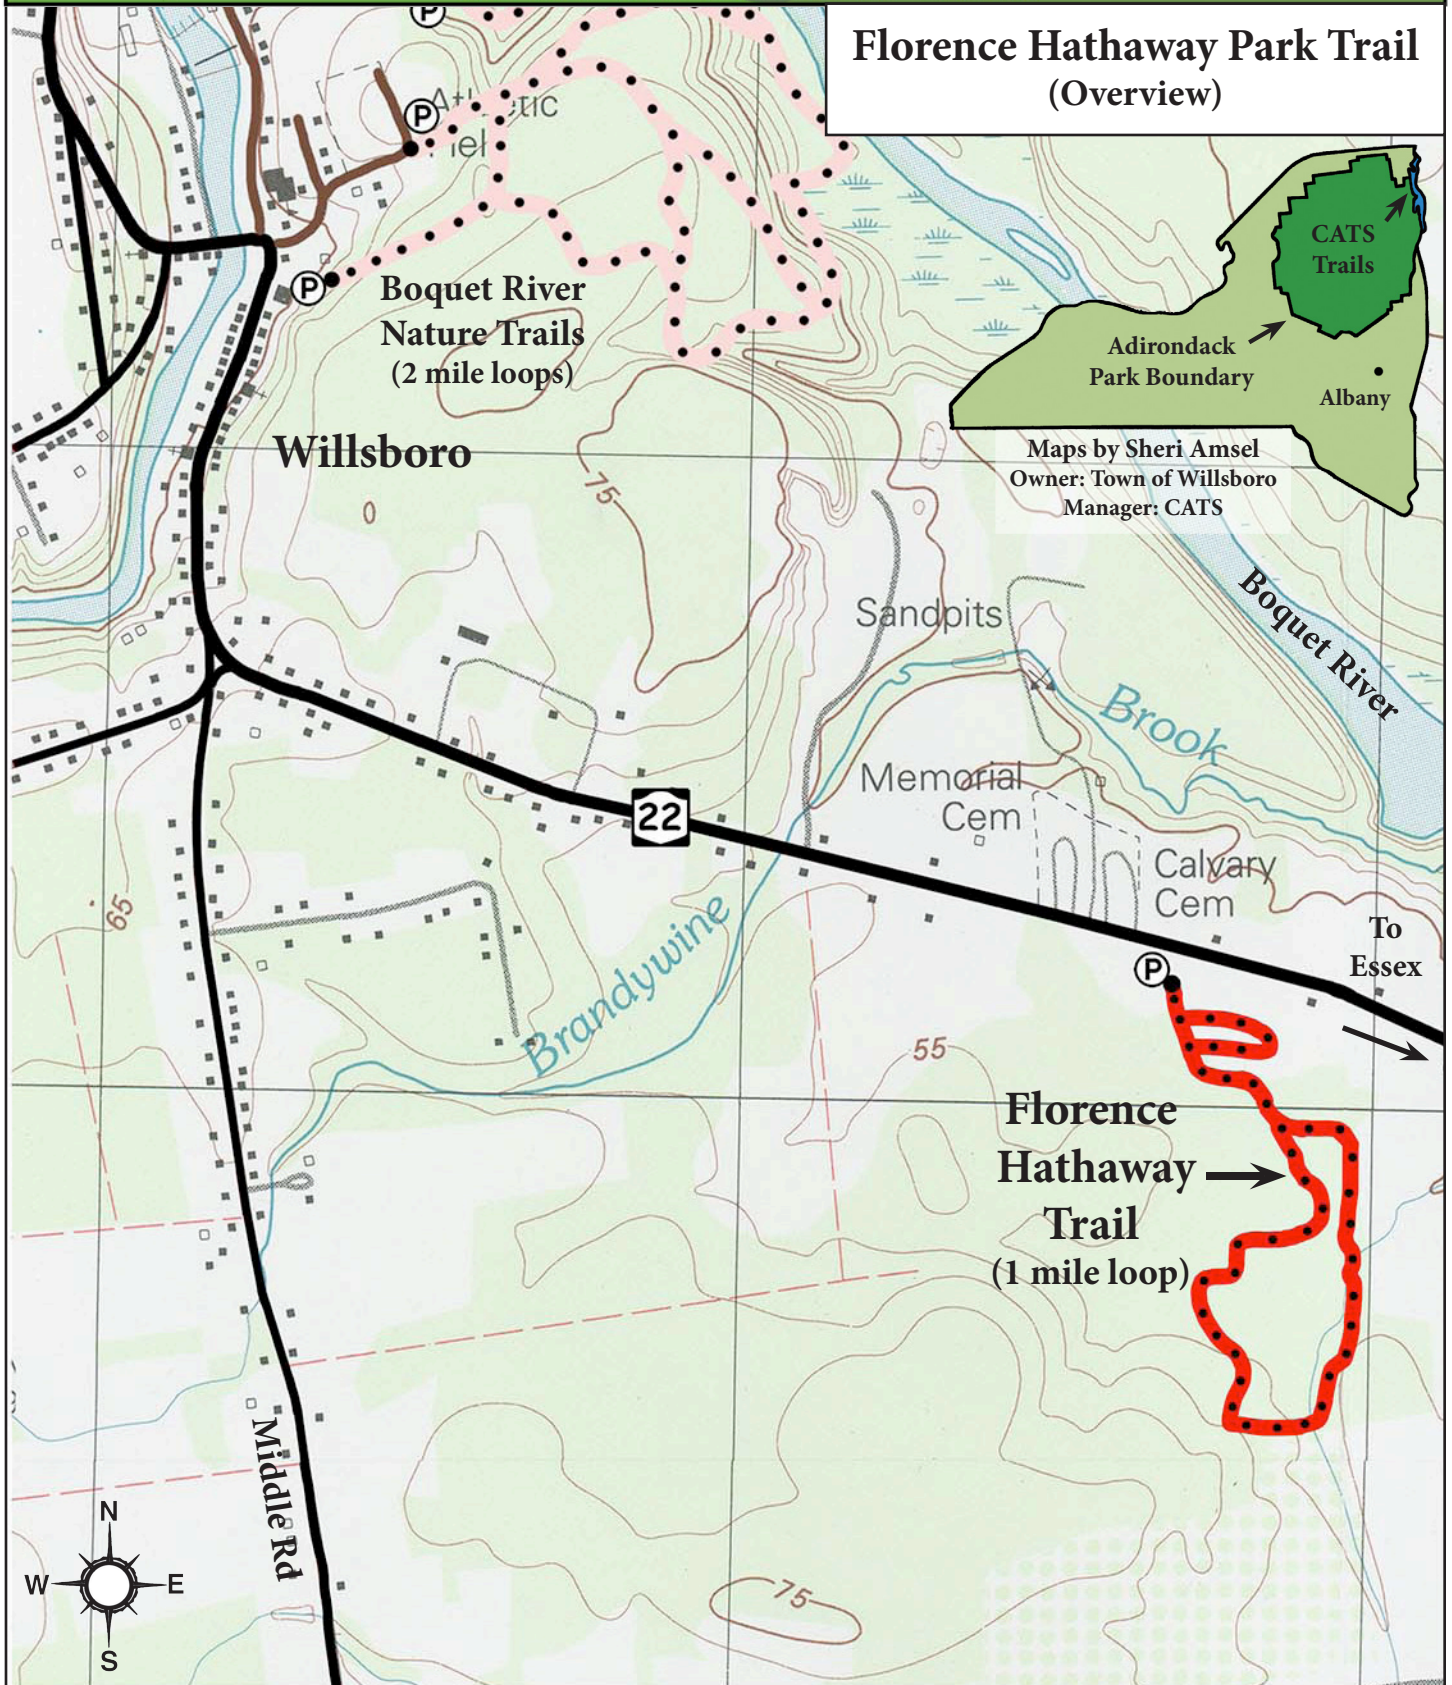 Florence Hathaway Park Trail
(Overview)
P
P
P
Boquet River
Nature Trails
(2 mile loops)
Willsboro
CATS
Trails
Adirondack
Park Boundary
Albany
Maps by Sheri Amsel
Owner: Town of Willsboro
Manager: CATS
75
Sandpits
Boquet River
Brook
Memorial
Cem
22
Calvary
Cem
65
Brandywine
To
Essex
P
55
Florence
Hathaway
Trail
(1 mile loop)
Middle Rd
75
N
W
E
S